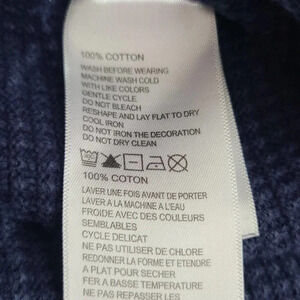 100% COTTON
WASH BEFORE WEARING
MACHINE WASH COLD
WITH LIKE COLORS
GENTLE CYCLE
DO NOT BLEACH
RESHAPE AND LAY FLAT TO DRY
COOL IRON
DO NOT IRON THE DECORATION
DO NOT DRY CLEAN
100% COTON
LAVER UNE FOIS AVANT DE PORTER
LAVER A LA MACHINE A L'EAU
FROIDE AVEC DES COULEURS
SEMBLABLES
CYCLE DELICAT
NE PAS UTILISER DE CHLORE
REDONNER LA FORME ET ETENDRE
A PLAT POUR SECHER
FER A BASSE TEMPERATURE
NE PAS REPASSER